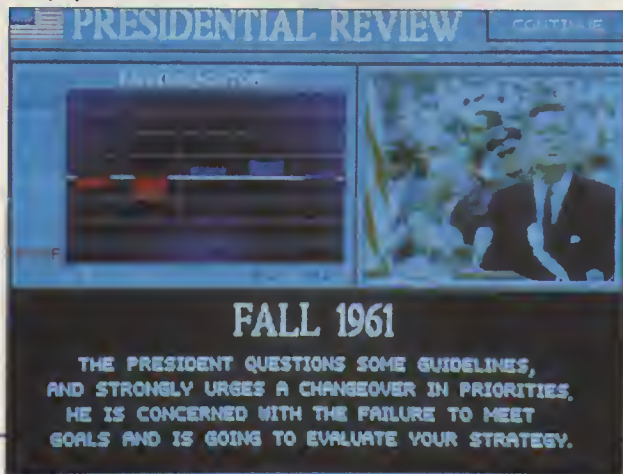 PRESIDENTIAL REVIEW
CONTINUE
FALL 1961
THE PRESIDENT QUESTIONS SOME GUIDELINES,
AND STRONGLY URGES A CHANGEOVER IN PRIORITIES.
HE IS CONCERNED WITH THE FAILURE TO MEET
GOALS AND IS GOING TO EVALUATE YOUR STRATEGY.